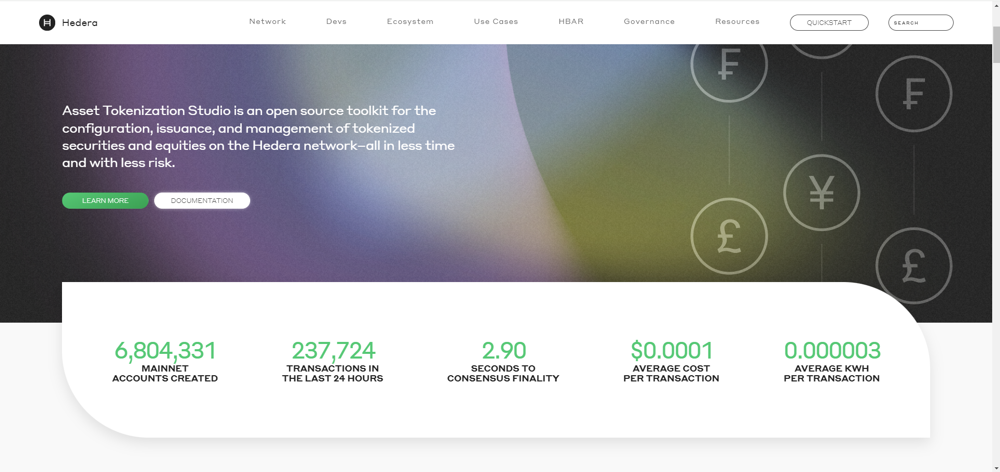 Hedera
Network
Devs
Ecosystem
Use Cases
HBAR
Governance
Resources
QUICKSTART
SEARCH
Asset Tokenization Studio is an open source toolkit for the
configuration, issuance, and management of tokenized
securities and equities on the Hedera network–all in less time
and with less risk.
LEARN MORE
DOCUMENTATION
₣
₣
¥
£
£
6,804,331
MAINNET
ACCOUNTS CREATED
237,724
TRANSACTIONS IN
THE LAST 24 HOURS
2.90
SECONDS TO
CONSENSUS FINALITY
$0.0001
AVERAGE COST
PER TRANSACTION
0.000003
AVERAGE KWH
PER TRANSACTION